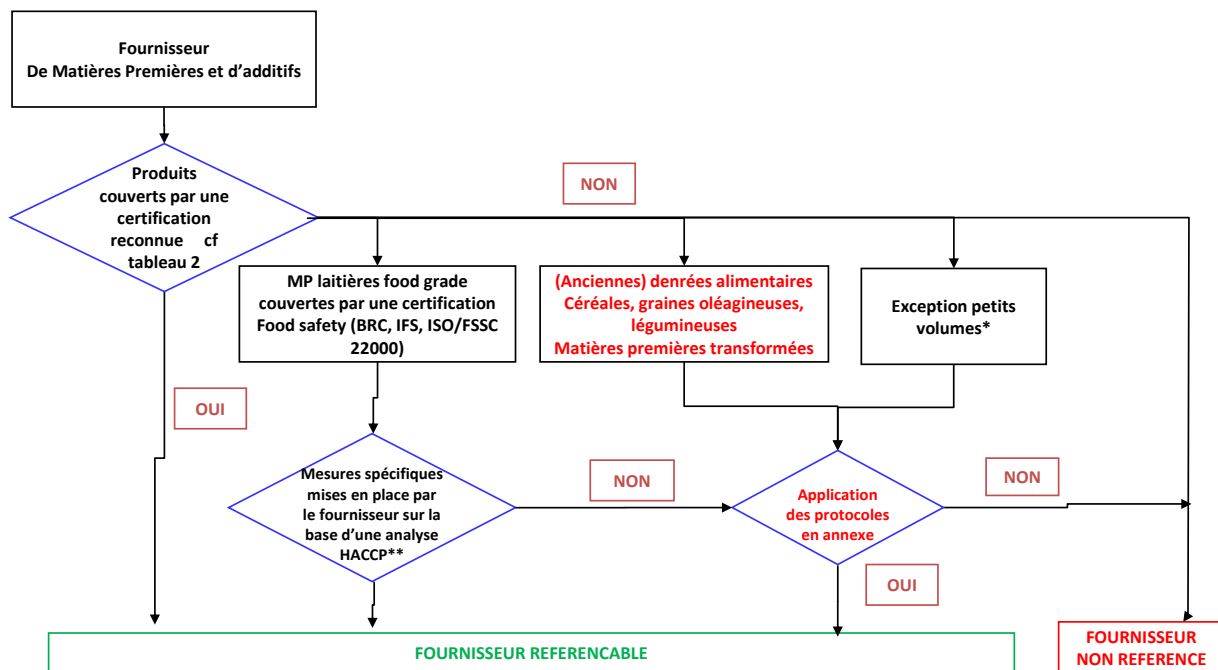 Fournisseur
De Matières Premières et d'additifs
Produits
couverts par une
certification
reconnue cf
tableau 2
NON
MP laitières food grade
couvertes par une certification
Food safety (BRC, IFS, ISO/FSSC
22000)
(Anciennes) denrées alimentaires
Céréales, graines oléagineuses,
légumineuses
Matières premières transformées
Exception petits
volumes*
OUI
Mesures spécifiques
mises en place par
le fournisseur sur la
base d'une analyse
HACCP**
NON
Application
des protocoles
en annexe
NON
OUI
FOURNISSEUR REFERENCABLE
FOURNISSEUR
NON REFERENCE